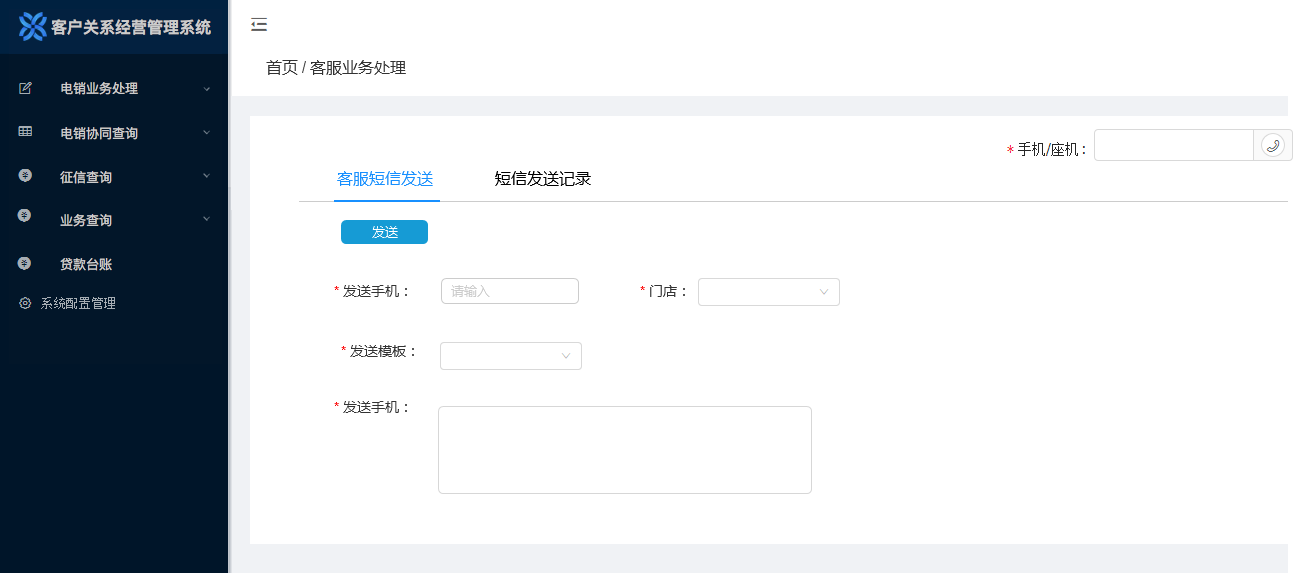 客户关系经营管理系统
电销业务处理
电销协同查询
征信查询
业务查询
贷款台账
系统配置管理
首页 / 客服业务处理
* 手机/座机：
客服短信发送 短信发送记录
发送
* 发送手机： 请输入 * 门店：
* 发送模板：
* 发送手机：